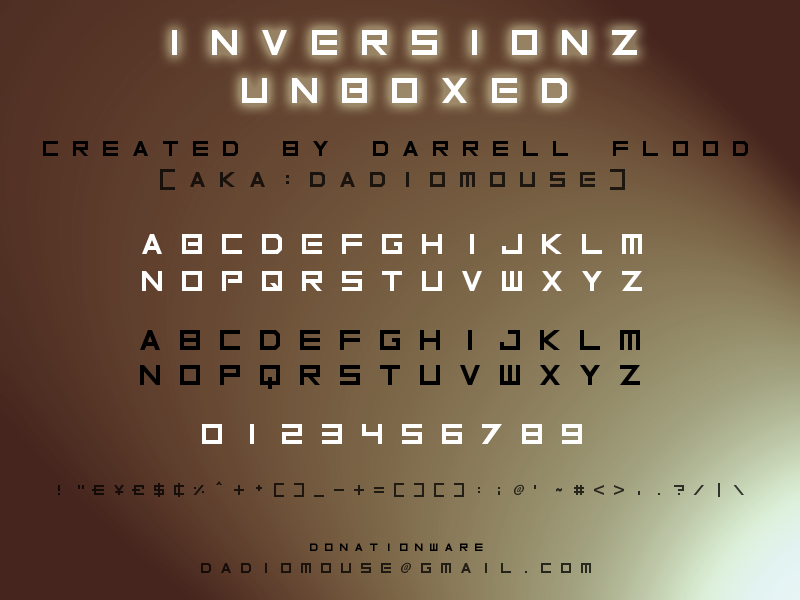 INVERSIONZ
UNBOXED
CREATED BY DARRELL FLOOD
[AKA:DADIOMOUSE]
ABCDEFGHIJKLM
NOPQRSTUVWXYZ
ABCDEFGHIJKLM
NOPQRSTUVWXYZ
0123456789
!"€¥£$₵%^+*[]_-+=[][]:;@'~#<>,.?/|\
DONATIONWARE
DADIOMOUSE@GMAIL.COM